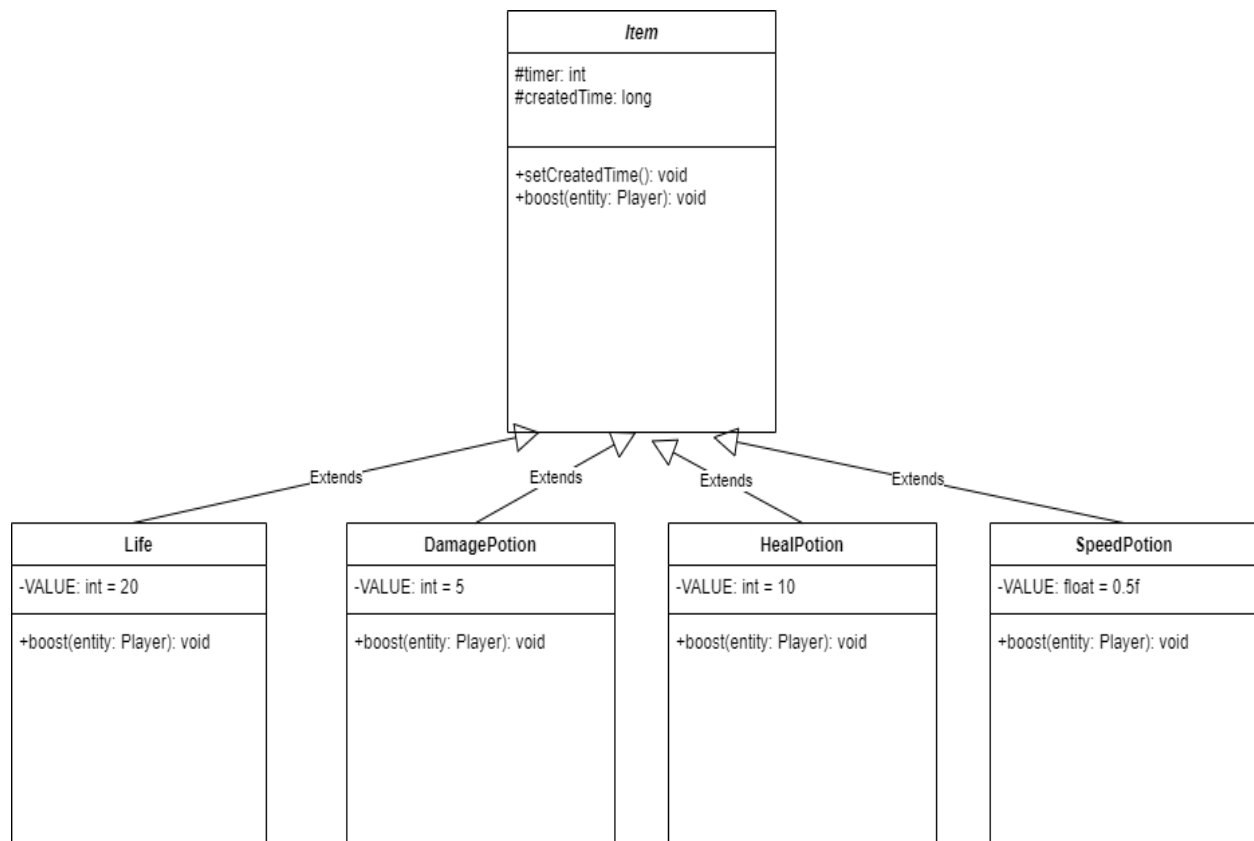 Item
#timer: int
#createdTime: long
+setCreatedTime(): void
+boost(entity: Player): void
Extends
Extends
Extends
Extends
Life
-VALUE: int = 20
+boost(entity: Player): void
DamagePotion
-VALUE: int = 5
+boost(entity: Player): void
HealPotion
-VALUE: int = 10
+boost(entity: Player): void
SpeedPotion
-VALUE: float = 0.5f
+boost(entity: Player): void